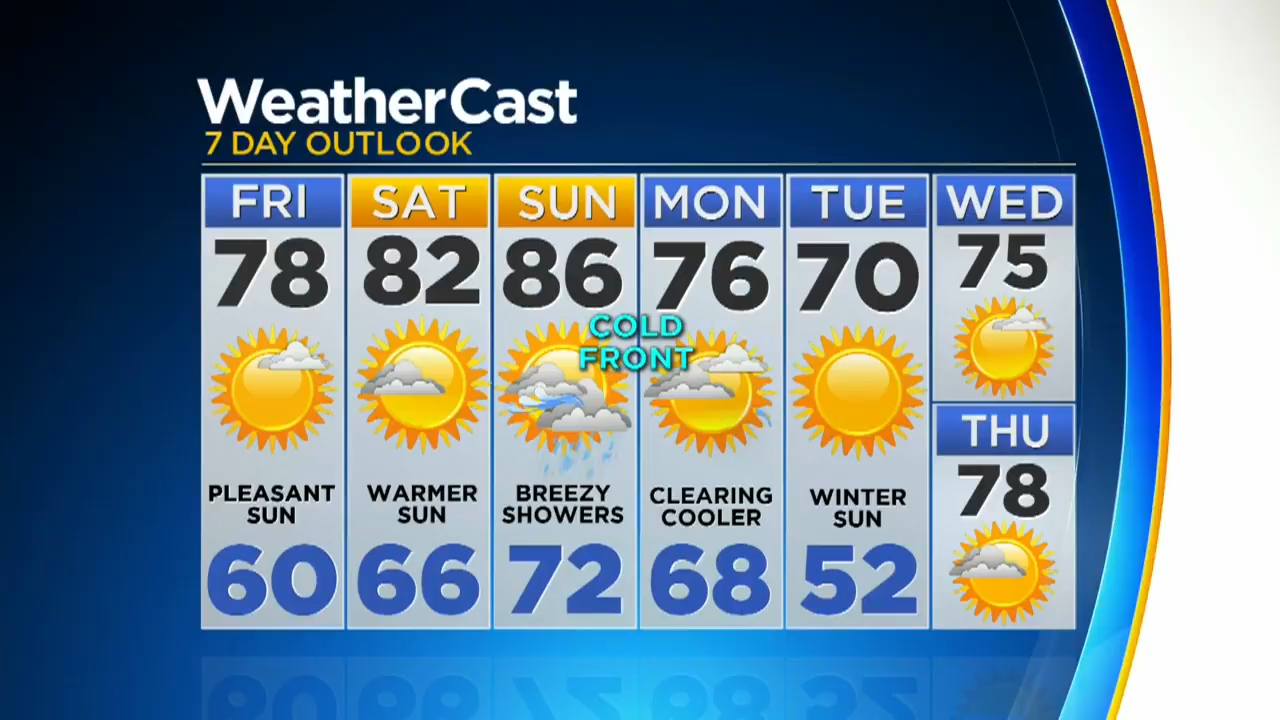 WeatherCast
7 DAY OUTLOOK
FRI
78
PLEASANT
SUN
60
SAT
82
WARMER
SUN
66
SUN
86
COLD
FRONT
BREEZY
SHOWERS
72
MON
76
CLEARING
COOLER
68
TUE
70
WINTER
SUN
52
WED
75
THU
78